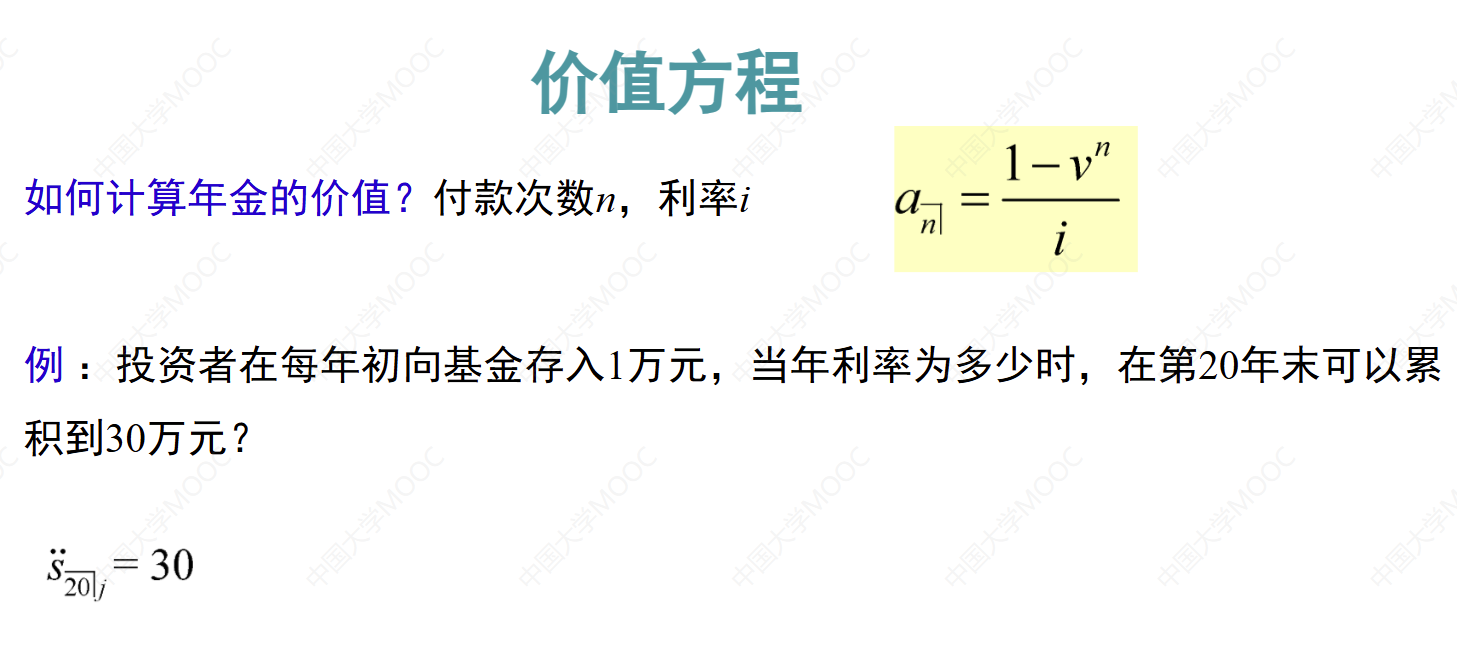 价值方程
如何计算年金的价值?付款次数n,利率i
a_{\overline{n|}} = \frac{1-v^n}{i}
例:投资者在每年初向基金存入1万元,当年利率为多少时,在第20年末可以累
积到30万元?
\ddot{s}_{\overline{20|}j} = 30
中国大学MOOC